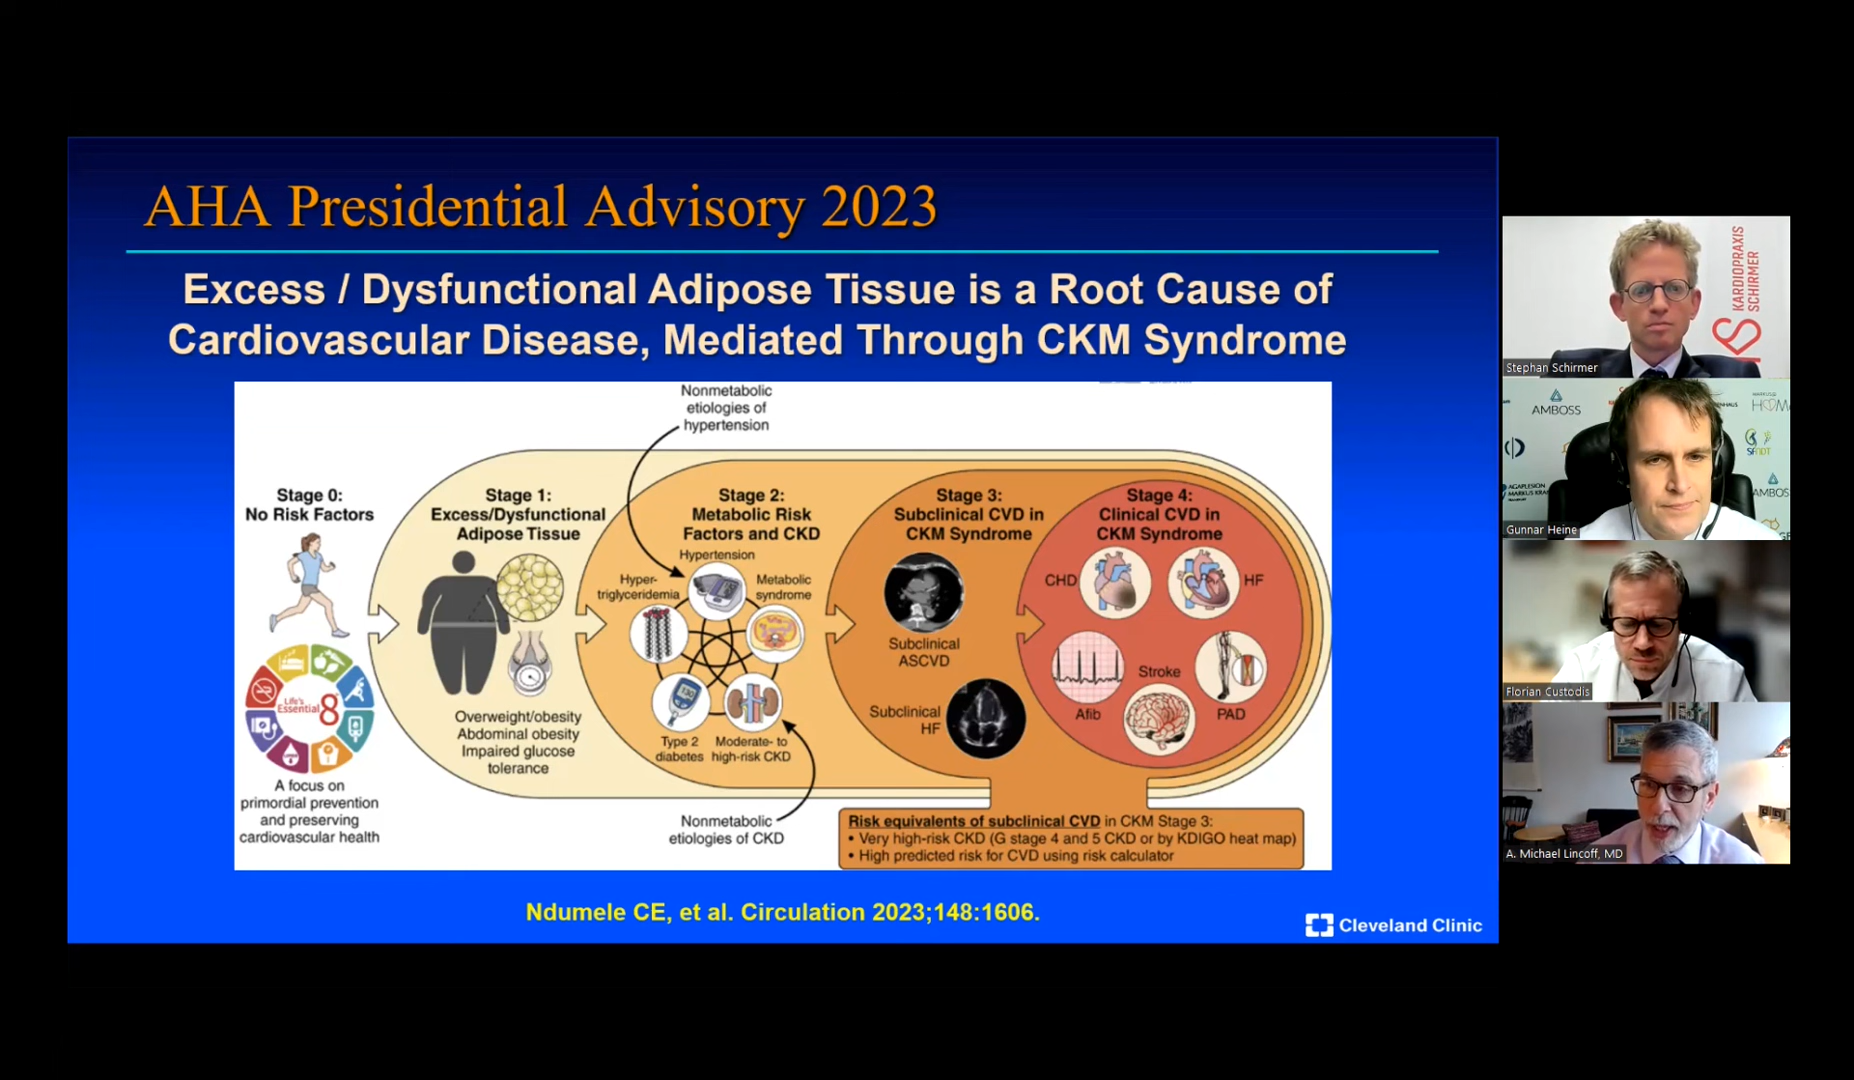 AHA Presidential Advisory 2023
Excess / Dysfunctional Adipose Tissue is a Root Cause of
Cardiovascular Disease, Mediated Through CKM Syndrome
Nonmetabolic
etiologies of
hypertension
Stage 0:
No Risk Factors
Life's
Essential 8
A focus on
primordial prevention
and preserving
cardiovascular health
Stage 1:
Excess/Dysfunctional
Adipose Tissue
Overweight/obesity
Abdominal obesity
Impaired glucose
tolerance
Stage 2:
Metabolic Risk
Factors and CKD
Hypertension
Hyper-
triglyceridemia
Metabolic
syndrome
Type 2
diabetes
Moderate- to
high-risk CKD
Nonmetabolic
etiologies of CKD
Stage 3:
Subclinical CVD in
CKM Syndrome
Subclinical
ASCVD
Subclinical
HF
Stage 4:
Clinical CVD in
CKM Syndrome
CHD
HF
Afib
Stroke
PAD
Risk equivalents of subclinical CVD in CKM Stage 3:
• Very high-risk CKD (G stage 4 and 5 CKD or by KDIGO heat map)
• High predicted risk for CVD using risk calculator
Ndumele CE, et al. Circulation 2023;148:1606.
Cleveland Clinic
KARDIOPRAXIS
SCHIRMER
Stephan Schirmer
AMBOSS
AGAPLESION
Gunnar Heine
Florian Custodis
A. Michael Lincoff, MD